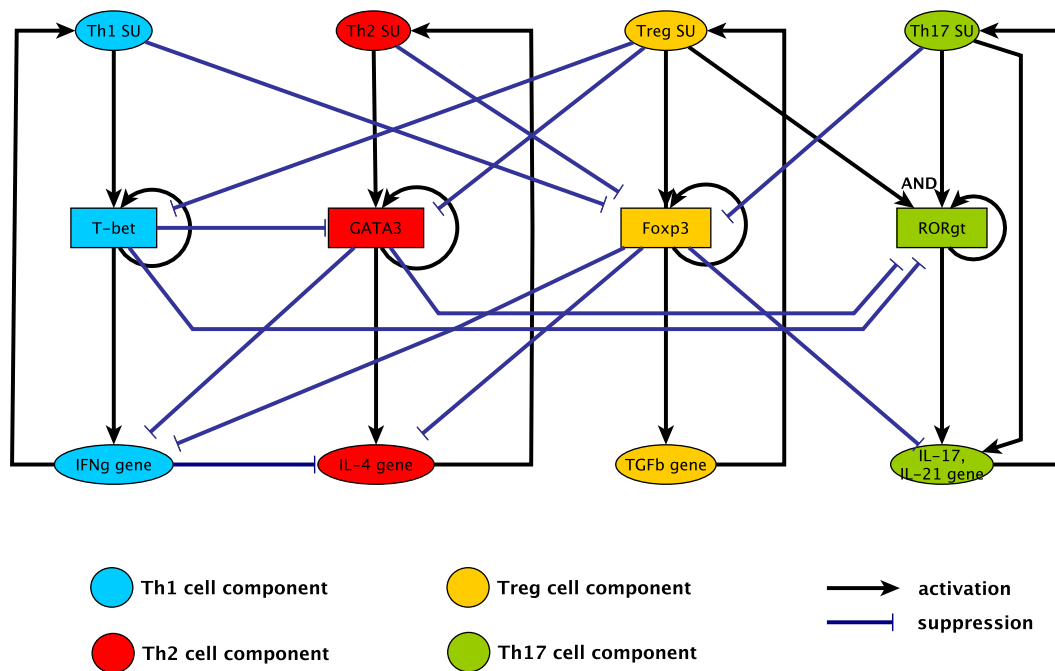 Th1 SU
Th2 SU
Treg SU
Th17 SU
AND
T-bet
GATA3
Foxp3
RORgt
IFNg gene
IL-4 gene
TGFb gene
IL-17,
IL-21 gene
Th1 cell component
Treg cell component
activation
Th2 cell component
Th17 cell component
suppression